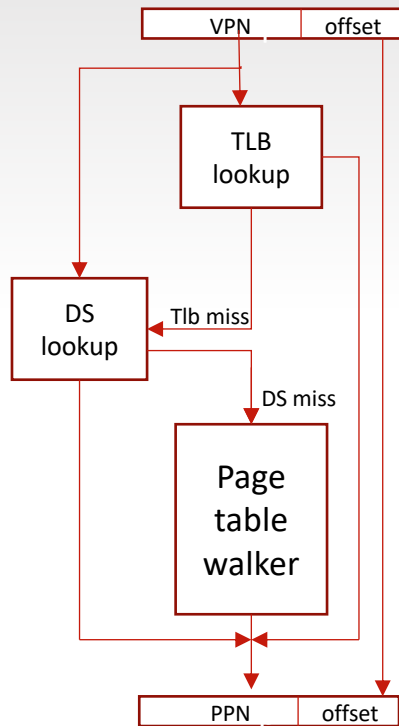 VPN offset
TLB
lookup
Tlb miss
DS
lookup
DS miss
Page
table
walker
PPN offset